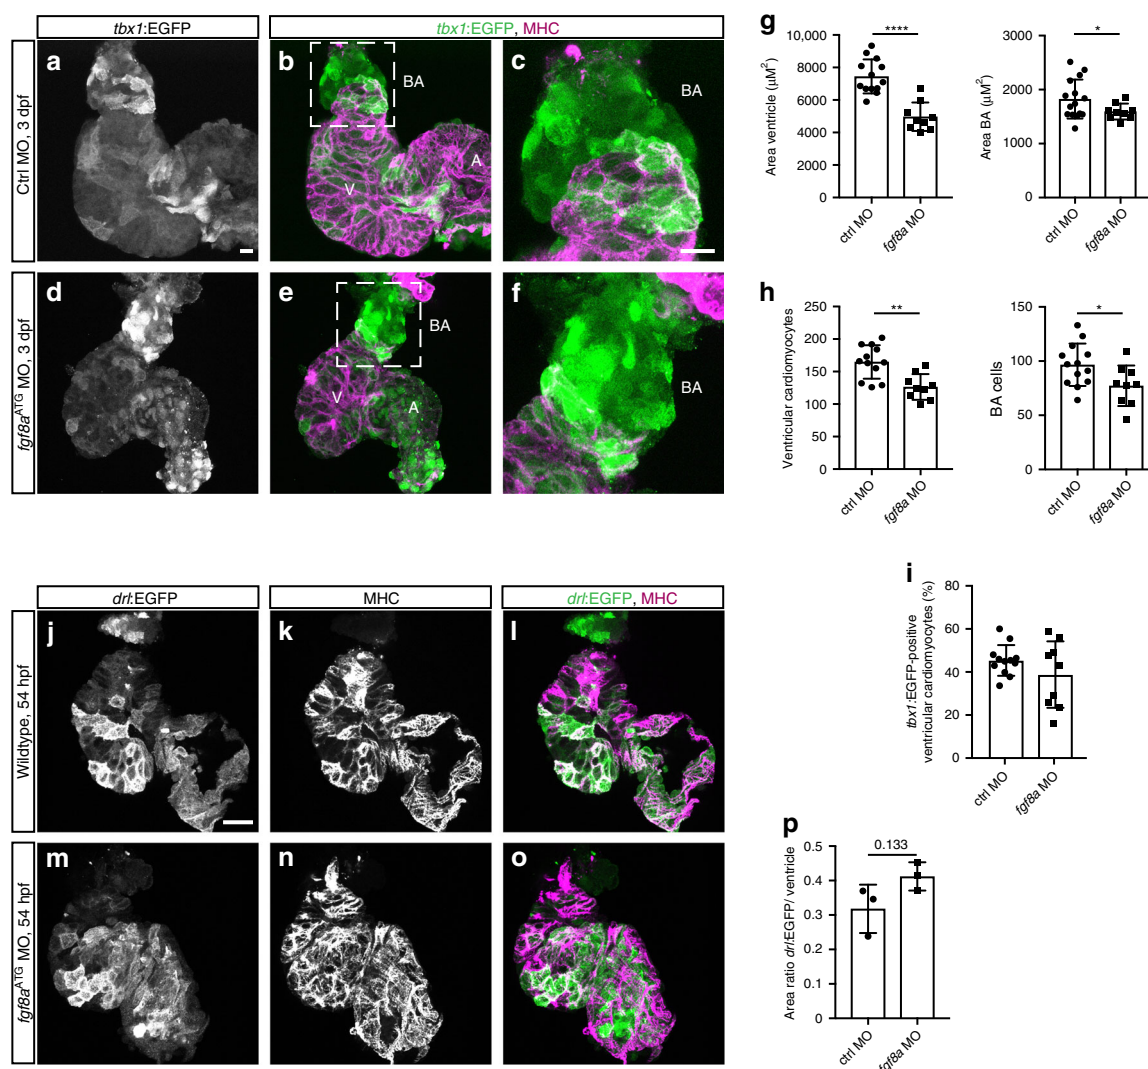 tbx1:EGFP
tbx1:EGFP, MHC
Ctrl MO, 3 dpf
a
b
BA
V
A
c
BA
fgf8aATG MO, 3 dpf
d
e
BA
V
A
f
BA
g
Area ventricle (µM²)
10,000
8000
6000
4000
2000
0
****
ctrl MO
fgf8a MO
Area BA (µM²)
3000
2000
1000
0
*
ctrl MO
fgf8a MO
h
Ventricular cardiomyocytes
250
200
150
100
50
0
**
ctrl MO
fgf8a MO
BA cells
150
100
50
0
*
ctrl MO
fgf8a MO
i
tbx1:EGFP-positive
ventricular cardiomyocytes (%)
80
60
40
20
0
ctrl MO
fgf8a MO
drl:EGFP
MHC
drl:EGFP, MHC
Wildtype, 54 hpf
j
k
l
fgf8aATG MO, 54 hpf
m
n
o
p
Area ratio drl:EGFP/ ventricle
0.5
0.4
0.3
0.2
0.1
0
0.133
ctrl MO
fgf8a MO